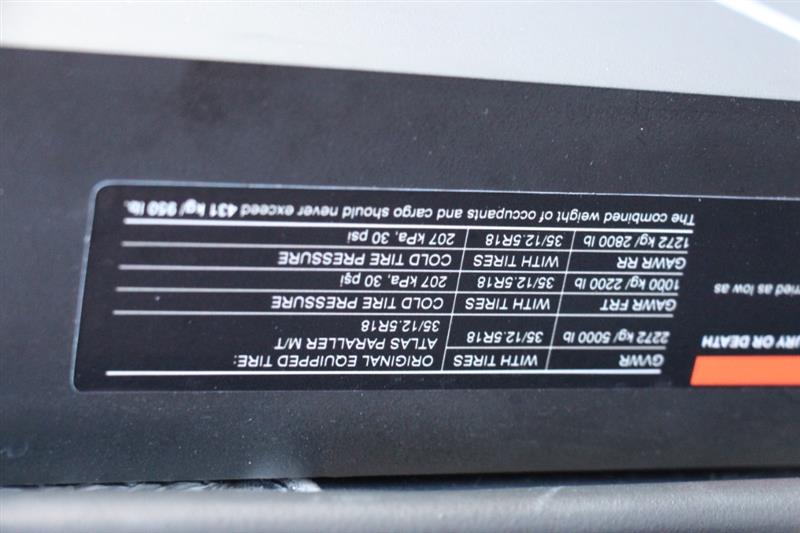 URY OR DEATH
rried as low as
GVWR WITH TIRES ORIGINAL EQUIPPED TIRE:
2272 kg/ 5000 lb 35/12.5R18 ATLAS PARALLER M/T
35/12.5R18
GAWR FRT WITH TIRES COLD TIRE PRESSURE
1000 kg/ 2200 lb 35/12.5R18 207 kPa, 30 psi
GAWR RR WITH TIRES COLD TIRE PRESSURE
1272 kg/ 2800 lb 35/12.5R18 207 kPa, 30 psi
The combined weight of occupants and cargo should never exceed 431 kg/ 950 lb.